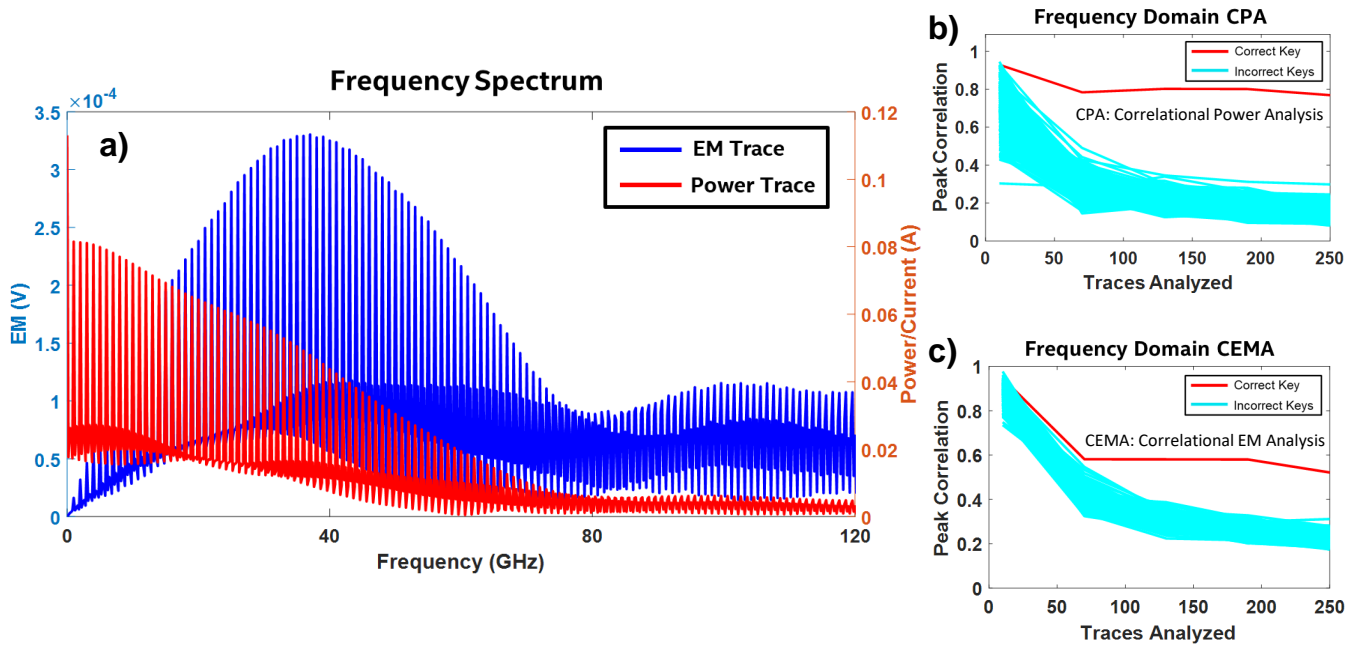 Frequency Spectrum
×10⁻⁴
a)
EM Trace
Power Trace
3.5
3
2.5
2
1.5
1
0.5
0
EM (V)
0.12
0.1
0.08
0.06
0.04
0.02
0
Power/Current (A)
0 40 80 120
Frequency (GHz)
b)
Frequency Domain CPA
Correct Key
Incorrect Keys
CPA: Correlational Power Analysis
1
0.8
0.6
0.4
0.2
0
Peak Correlation
0 50 100 150 200 250
Traces Analyzed
c)
Frequency Domain CEMA
Correct Key
Incorrect Keys
CEMA: Correlational EM Analysis
1
0.8
0.6
0.4
0.2
0
Peak Correlation
0 50 100 150 200 250
Traces Analyzed